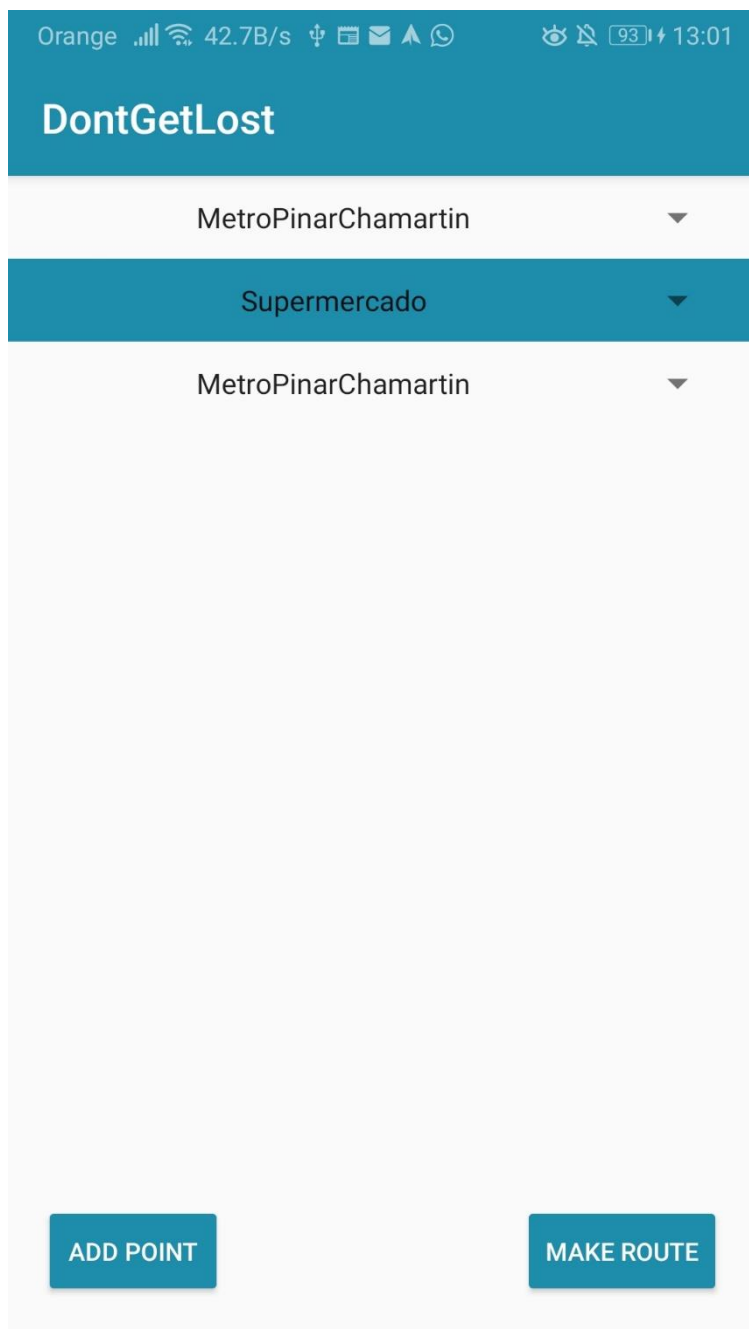 Orange 42.7B/s 93 13:01
DontGetLost
MetroPinarChamartin
Supermercado
MetroPinarChamartin
ADD POINT MAKE ROUTE